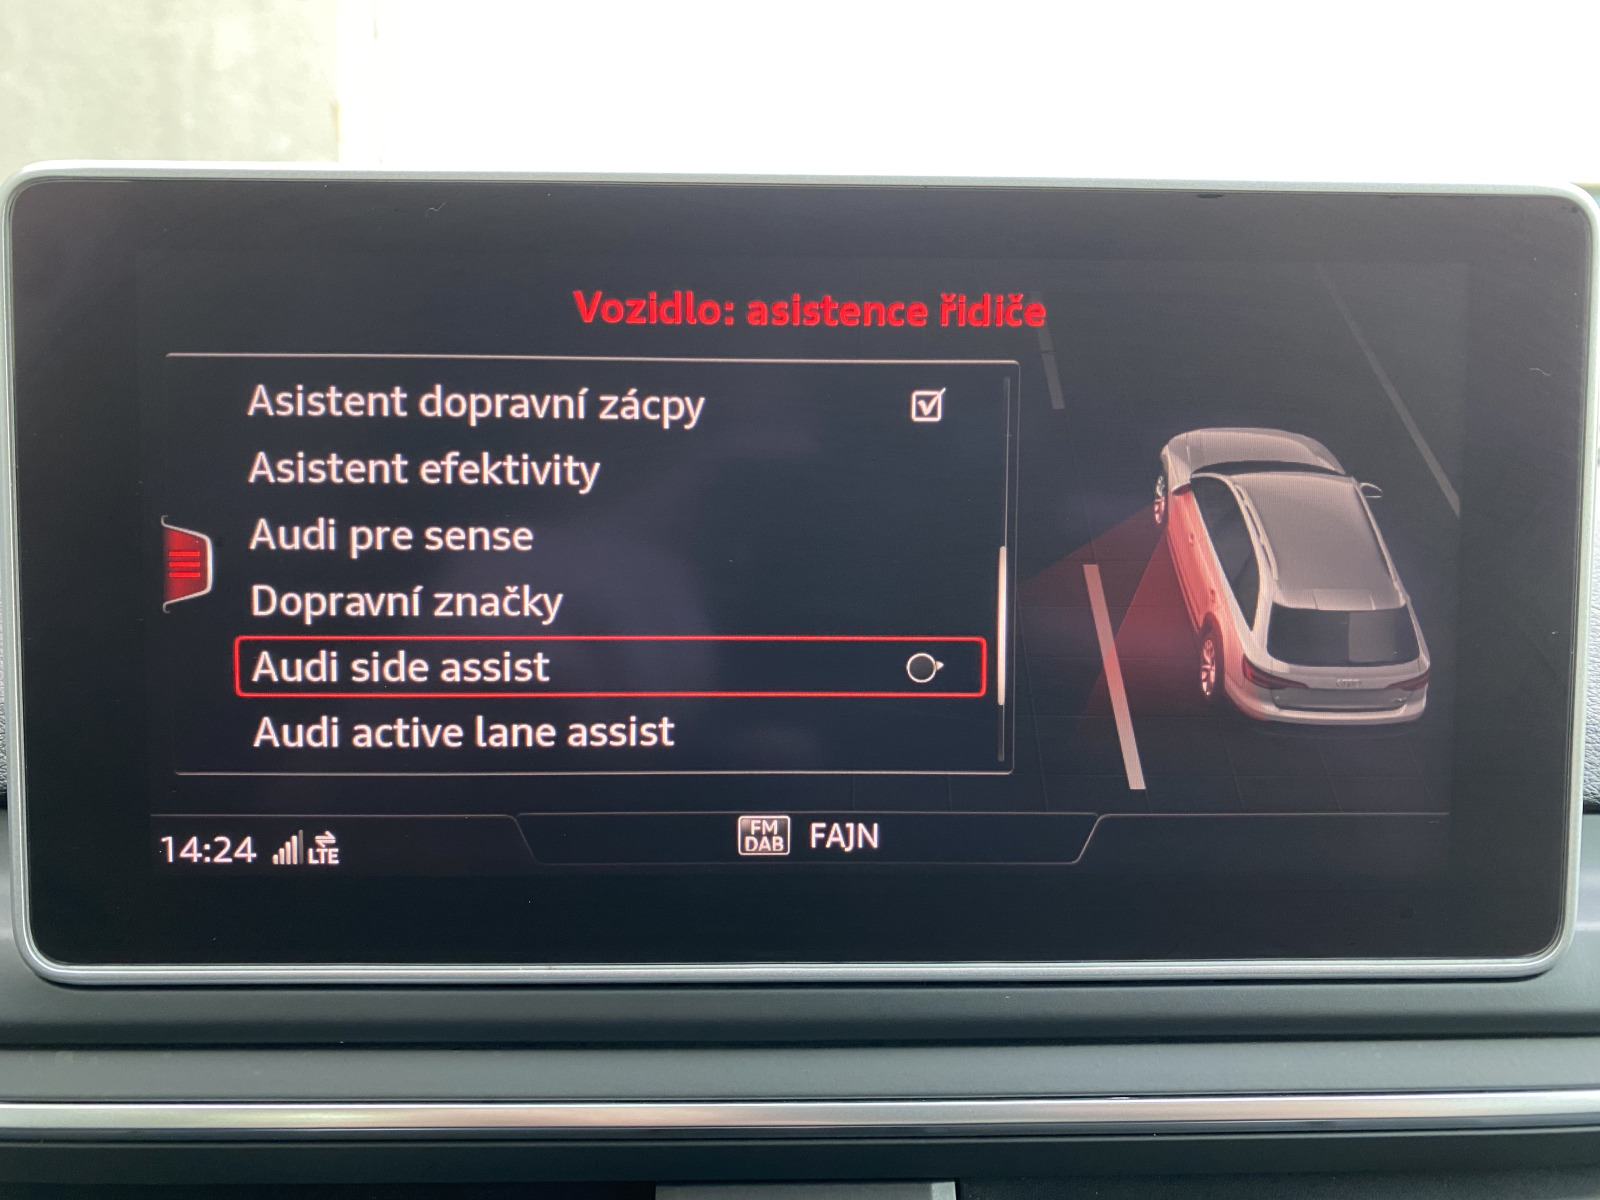 Vozidlo: asistence řidiče
Asistent dopravní zácpy
Asistent efektivity
Audi pre sense
Dopravní značky
Audi side assist
Audi active lane assist
14:24 LTE
FM DAB FAJN